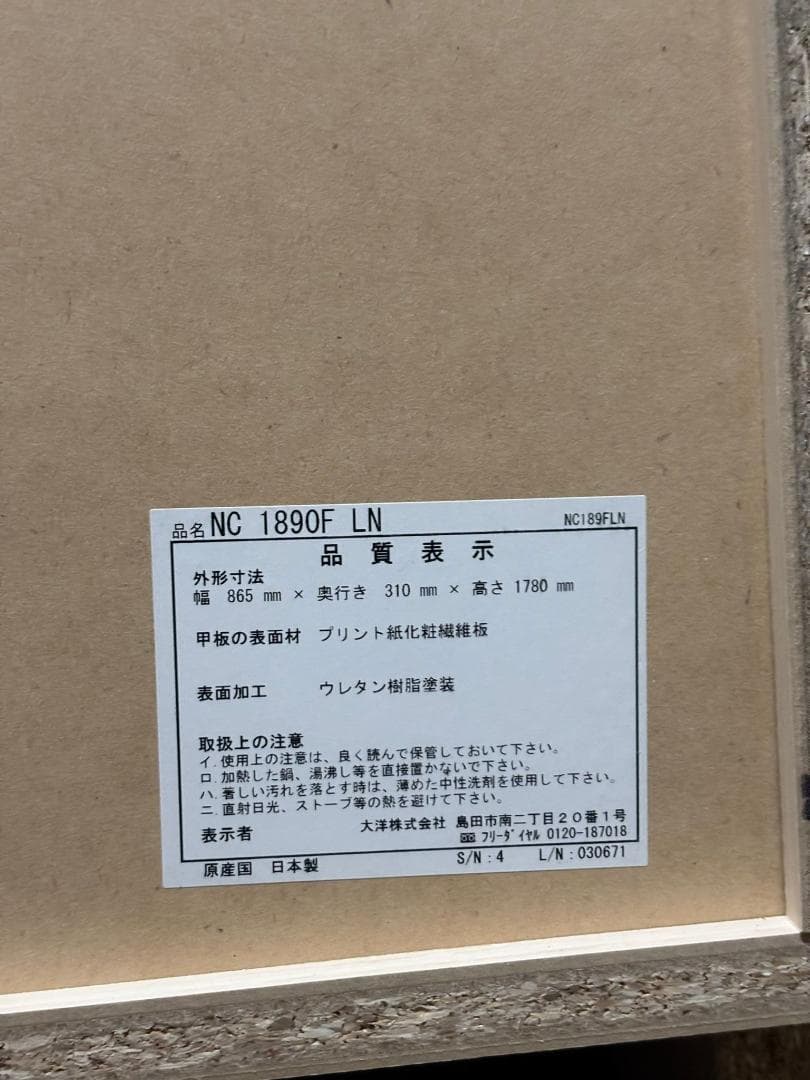 品名 NC 1890F LN NC189FLN
品 質 表 示
外形寸法
幅 865 mm × 奥行き 310 mm × 高さ 1780 mm
甲板の表面材 プリント紙化粧繊維板
表面加工 ウレタン樹脂塗装
取扱上の注意
イ.使用上の注意は、良く読んで保管しておいて下さい。
ロ.加熱した鍋、湯沸し等を直接置かないで下さい。
ハ.著しい汚れを落とす時は、薄めた中性洗剤を使用して下さい。
ニ.直射日光、ストーブ等の熱を避けて下さい。
表示者 大洋株式会社 島田市南二丁目20番1号
フリーダイヤル 0120-187018
原産国 日本製 S/N:4 L/N:030671